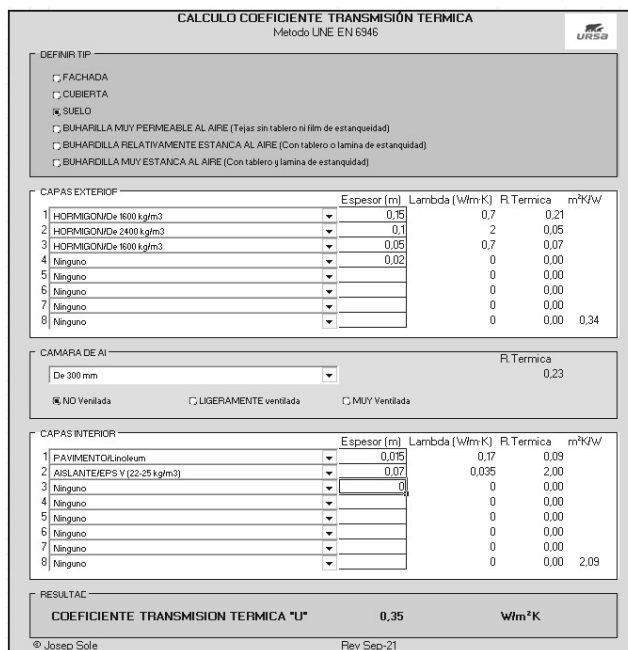 CALCULO COEFICIENTE TRANSMISIÓN TERMICA
Metodo UNE EN 6946
URSA
DEFINIR TIP
FACHADA
CUBIERTA
SUELO
BUHARILLA MUY PERMEABLE AL AIRE (Tejas sin tablero ni film de estanqueidad)
BUHARDILLA RELATIVAMENTE ESTANCA AL AIRE (Con tablero o lamina de estanquidad)
BUHARDILLA MUY ESTANCA AL AIRE (Con tablero y lamina de estanquidad)
CAPAS EXTERIOF
Espesor (m) Lambda (W/m·K) R.Termica m²K/W
1 HORMIGON/De 1600 kg/m3 0,15 0,7 0,21
2 HORMIGON/De 2400 kg/m3 0,1 2 0,05
3 HORMIGON/De 1600 kg/m3 0,05 0,7 0,07
4 Ninguno 0,02 0 0,00
5 Ninguno 0 0,00
6 Ninguno 0 0,00
7 Ninguno 0 0,00
8 Ninguno 0 0,00 0,34
CAMARA DE AI
R.Termica
De 300 mm 0,23
NO Venilada LIGERAMENTE ventilada MUY Ventilada
CAPAS INTERIOF
Espesor (m) Lambda (W/m·K) R.Termica m²K/W
1 PAVIMENTO/Linoleum 0,015 0,17 0,09
2 AISLANTE/EPS V (22-25 kg/m3) 0,07 0,035 2,00
3 Ninguno 0 0 0,00
4 Ninguno 0 0,00
5 Ninguno 0 0,00
6 Ninguno 0 0,00
7 Ninguno 0 0,00
8 Ninguno 0 0,00 2,09
RESULTAC
COEFICIENTE TRANSMISION TERMICA "U" 0,35 W/m²K
© Josep Sole Rev Sep-21